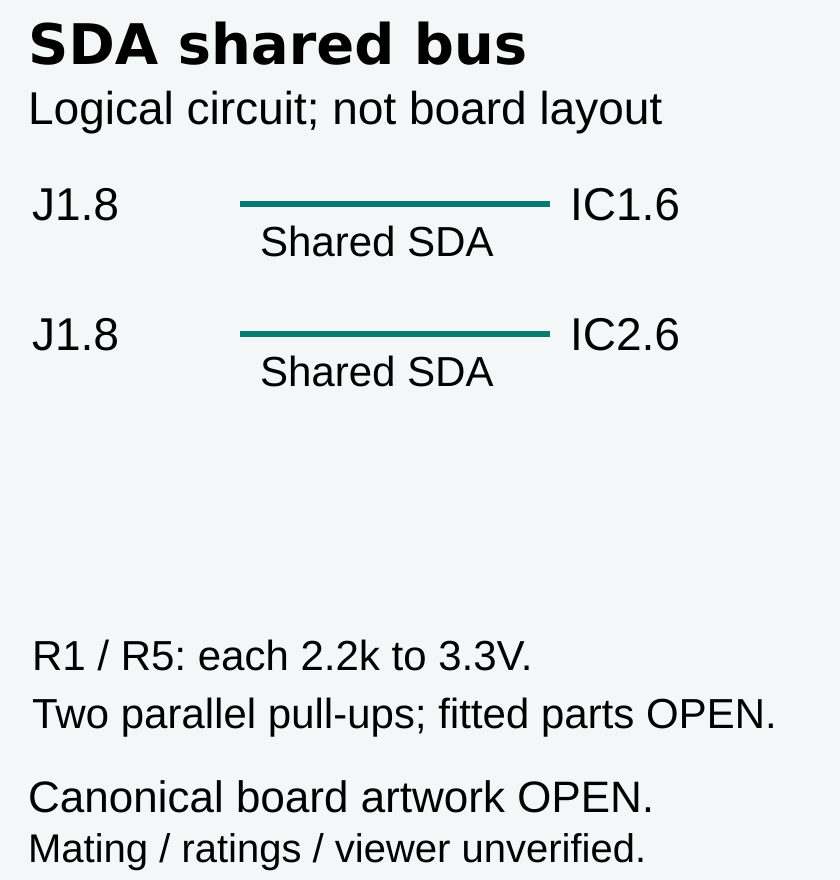 SDA shared bus
Logical circuit; not board layout
J1.8 IC1.6
Shared SDA
J1.8 IC2.6
Shared SDA
R1 / R5: each 2.2k to 3.3V.
Two parallel pull-ups; fitted parts OPEN.
Canonical board artwork OPEN.
Mating / ratings / viewer unverified.